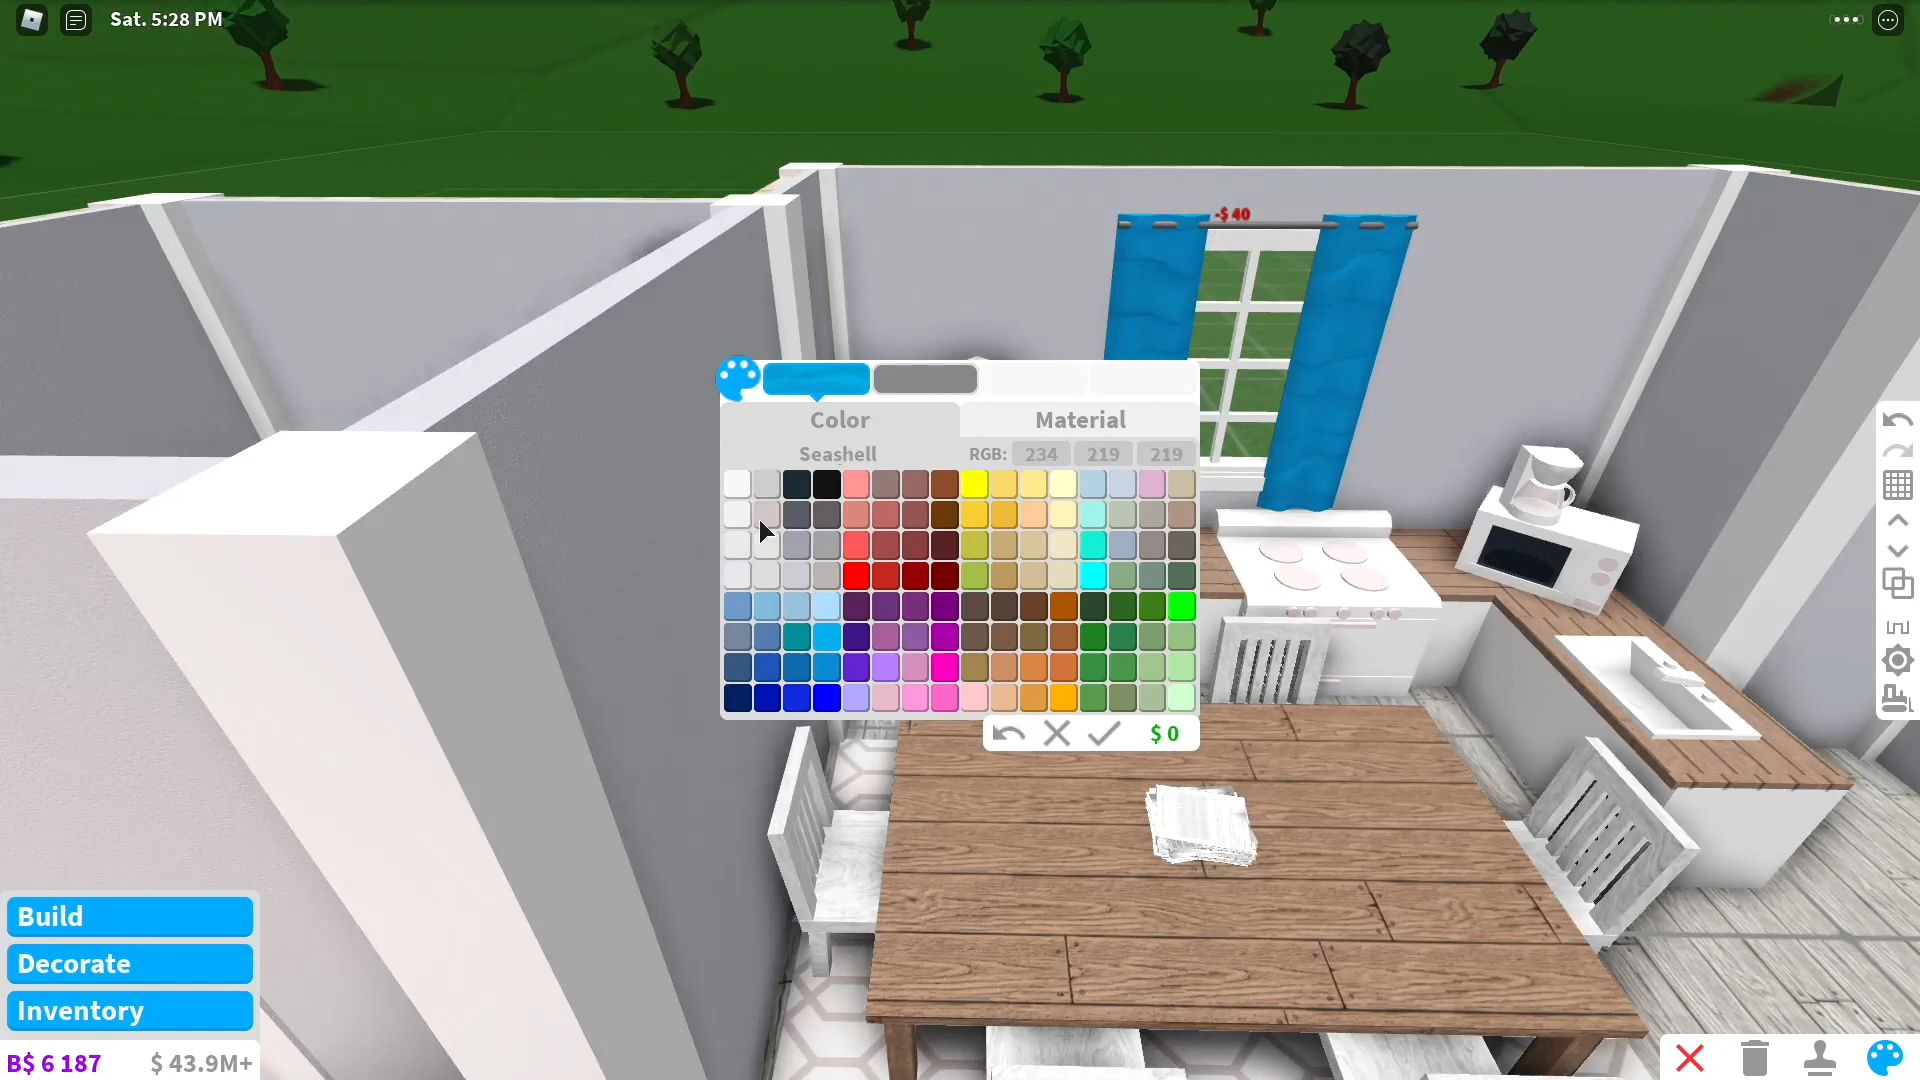 Sat. 5:28 PM
-$ 40
Color
Material
Seashell
RGB: 234 219 219
$ 0
Build
Decorate
Inventory
B$ 6 187
$ 43.9M+